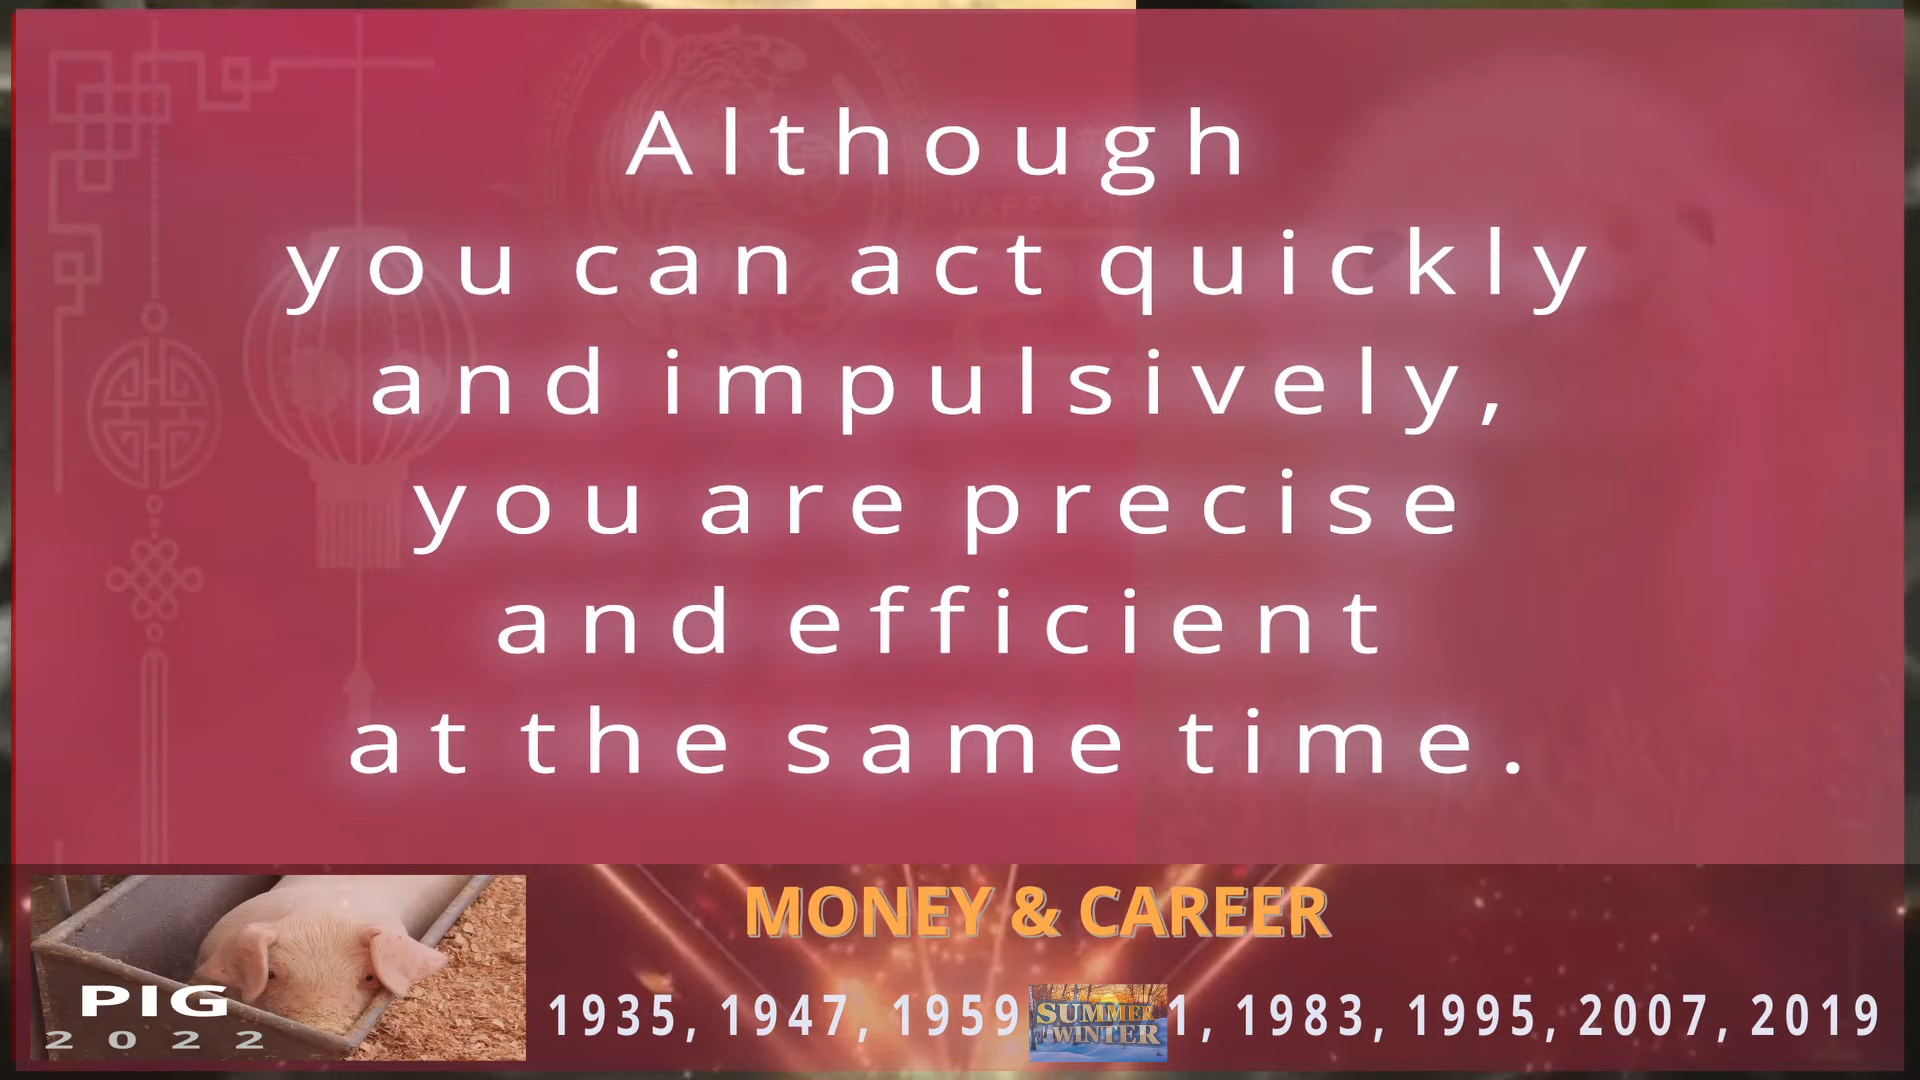 Although
you can act quickly
and impulsively,
you are precise
and efficient
at the same time.
MONEY & CAREER
PIG
2022
1935, 1947, 1959 1, 1983, 1995, 2007, 2019
SUMMER
WINTER